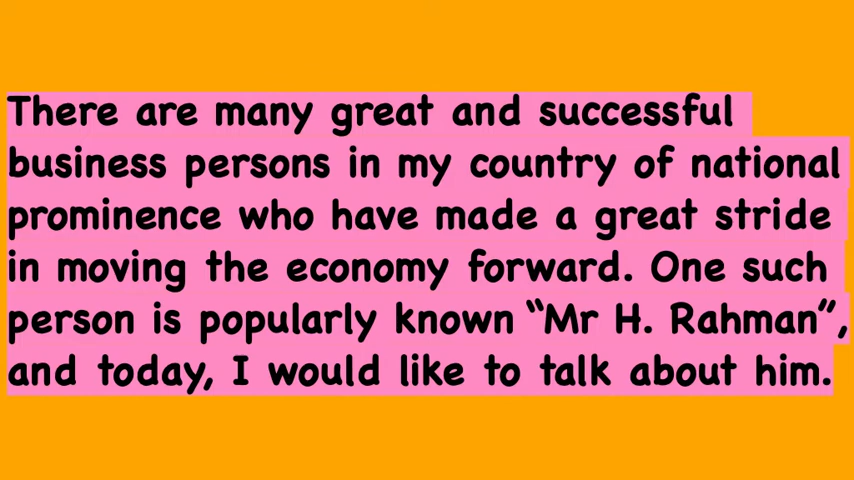 There are many great and successful
business persons in my country of national
prominence who have made a great stride
in moving the economy forward. One such
person is popularly known “Mr H. Rahman”,
and today, I would like to talk about him.